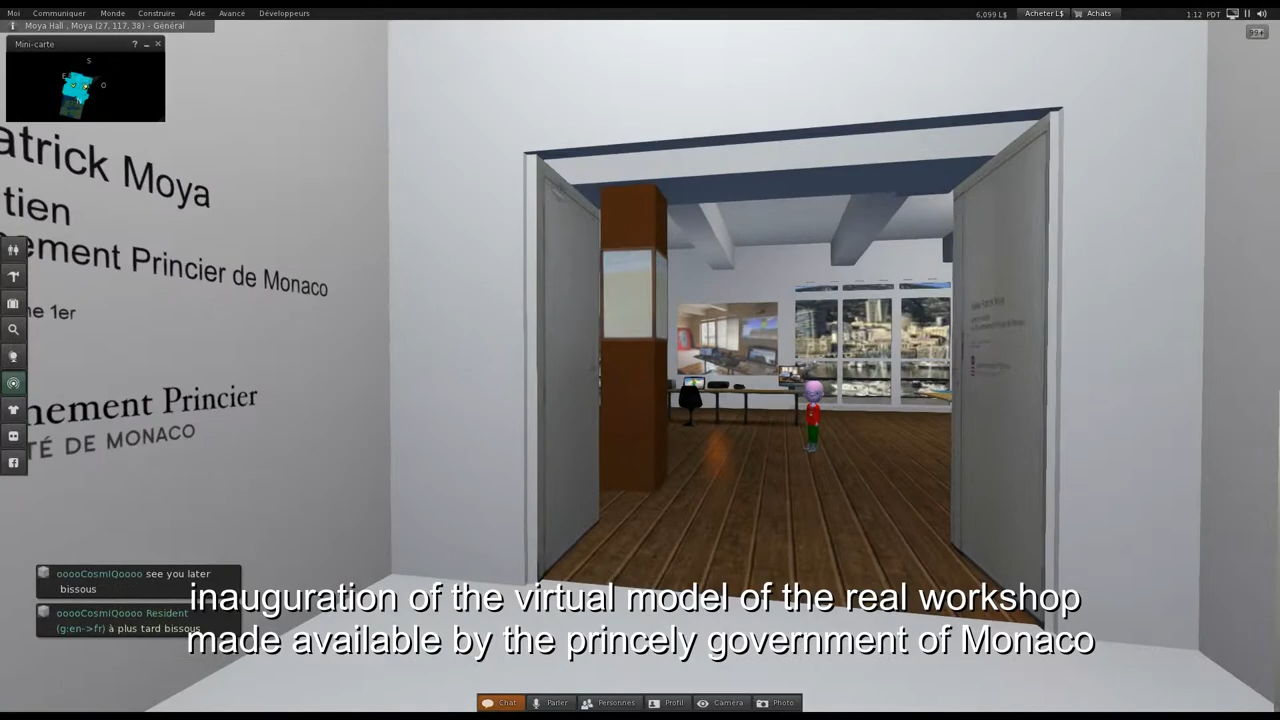 Moi Communiquer Monde Construire Aide Avancé Développeurs
6,099 L$ Acheter L$ Achats 1:12 PDT
Moya Hall , Moya (27, 117, 38) - Général
99+
Mini-carte ? _ ×
S
E
O
atrick Moya
tien
ement Princier de Monaco
ne 1er
nement Princier
TÉ DE MONACO
ooooCosmIQoooo see you later
bissous
ooooCosmIQoooo Resident
(g:en->fr) à plus tard bissous
inauguration of the virtual model of the real workshop
made available by the princely government of Monaco
Chat Parler Personnes Profil Caméra Photo